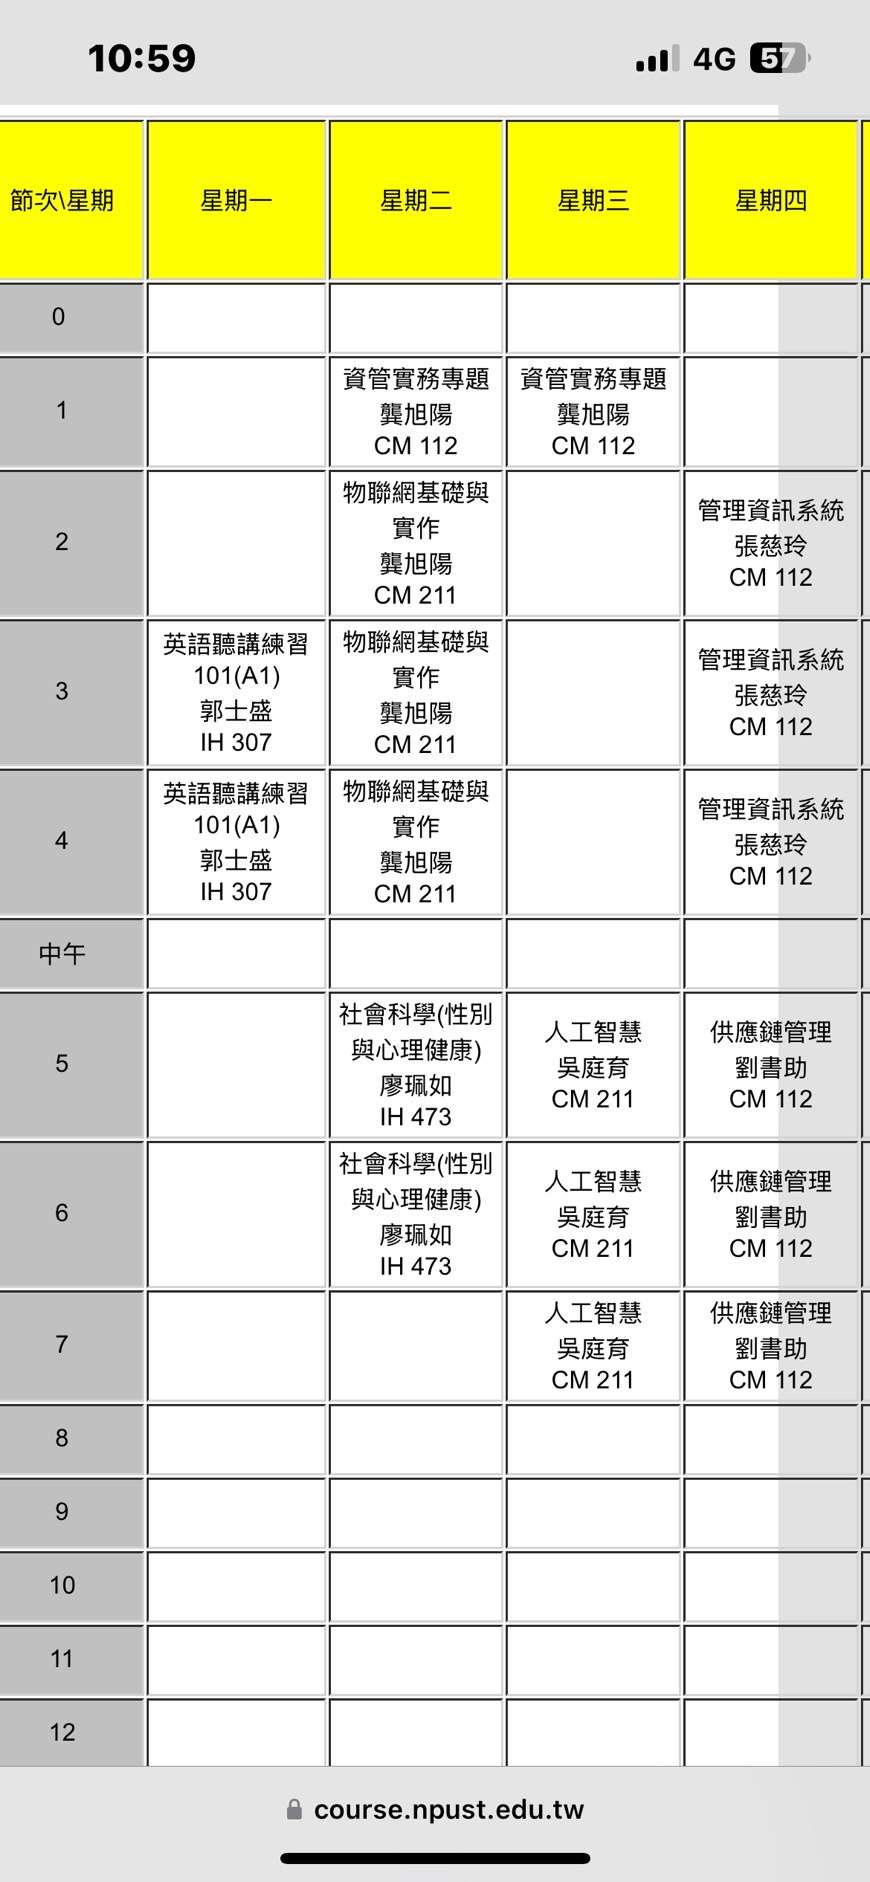 10:59
4G
57
節次\星期
星期一
星期二
星期三
星期四
0
1
資管實務專題
龔旭陽
CM 112
資管實務專題
龔旭陽
CM 112
2
物聯網基礎與
實作
龔旭陽
CM 211
管理資訊系統
張慈玲
CM 112
3
英語聽講練習
101(A1)
郭士盛
IH 307
物聯網基礎與
實作
龔旭陽
CM 211
管理資訊系統
張慈玲
CM 112
4
英語聽講練習
101(A1)
郭士盛
IH 307
物聯網基礎與
實作
龔旭陽
CM 211
管理資訊系統
張慈玲
CM 112
中午
5
社會科學(性別
與心理健康)
廖珮如
IH 473
人工智慧
吳庭育
CM 211
供應鏈管理
劉書助
CM 112
6
社會科學(性別
與心理健康)
廖珮如
IH 473
人工智慧
吳庭育
CM 211
供應鏈管理
劉書助
CM 112
7
人工智慧
吳庭育
CM 211
供應鏈管理
劉書助
CM 112
8
9
10
11
12
course.npust.edu.tw